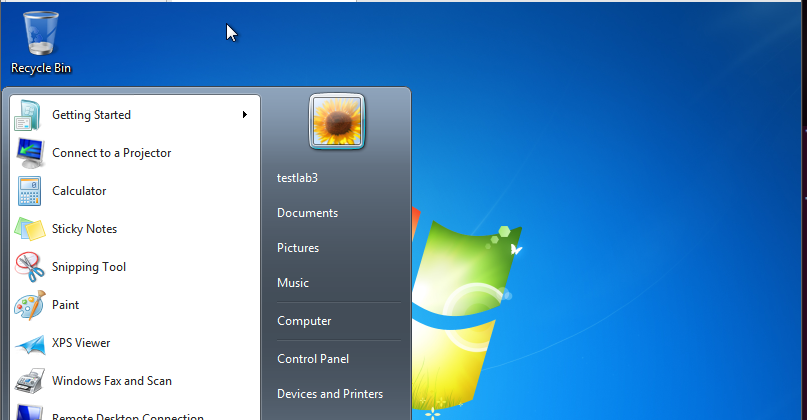 Recycle Bin
Getting Started
Connect to a Projector
Calculator
Sticky Notes
Snipping Tool
Paint
XPS Viewer
Windows Fax and Scan
Remote Desktop Connection
testlab3
Documents
Pictures
Music
Computer
Control Panel
Devices and Printers